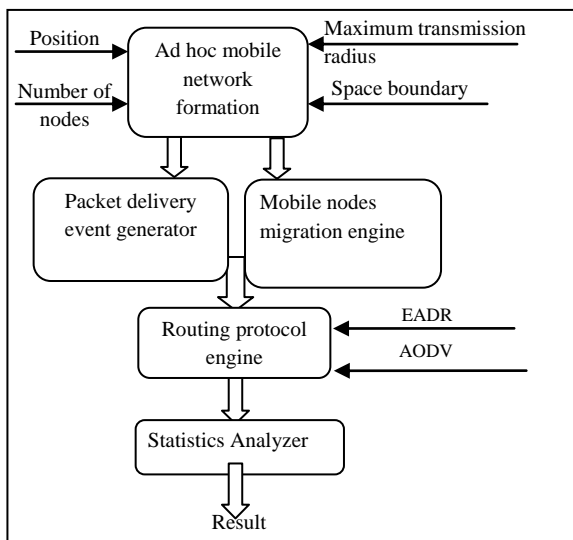 Position
Number of
nodes
Ad hoc mobile
network
formation
Maximum transmission
radius
Space boundary
Packet delivery
event generator
Mobile nodes
migration engine
Routing protocol
engine
EADR
AODV
Statistics Analyzer
Result